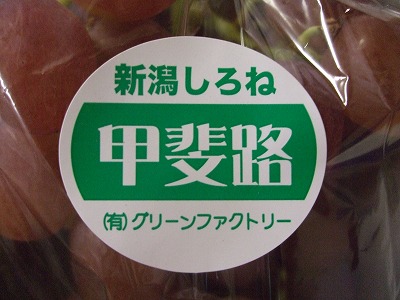 新潟しろね
甲斐路
(有)グリーンファクトリー